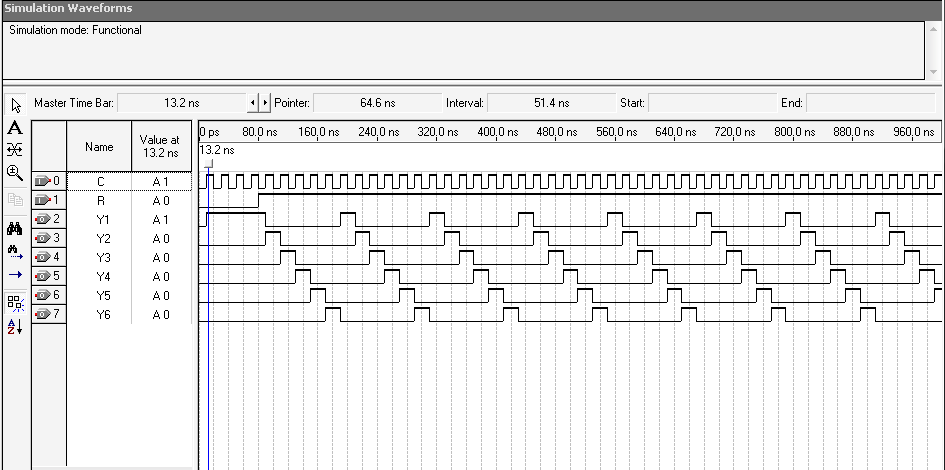 Simulation Waveforms
Simulation mode: Functional
Master Time Bar: 13.2 ns Pointer: 64.6 ns Interval: 51.4 ns Start: End:
Name Value at 13.2 ns
0 ps 80.0 ns 160.0 ns 240.0 ns 320.0 ns 400.0 ns 480.0 ns 560.0 ns 640.0 ns 720.0 ns 800.0 ns 880.0 ns 960.0 ns
13.2 ns
0 C A 1
1 R A 0
2 Y1 A 1
3 Y2 A 0
4 Y3 A 0
5 Y4 A 0
6 Y5 A 0
7 Y6 A 0